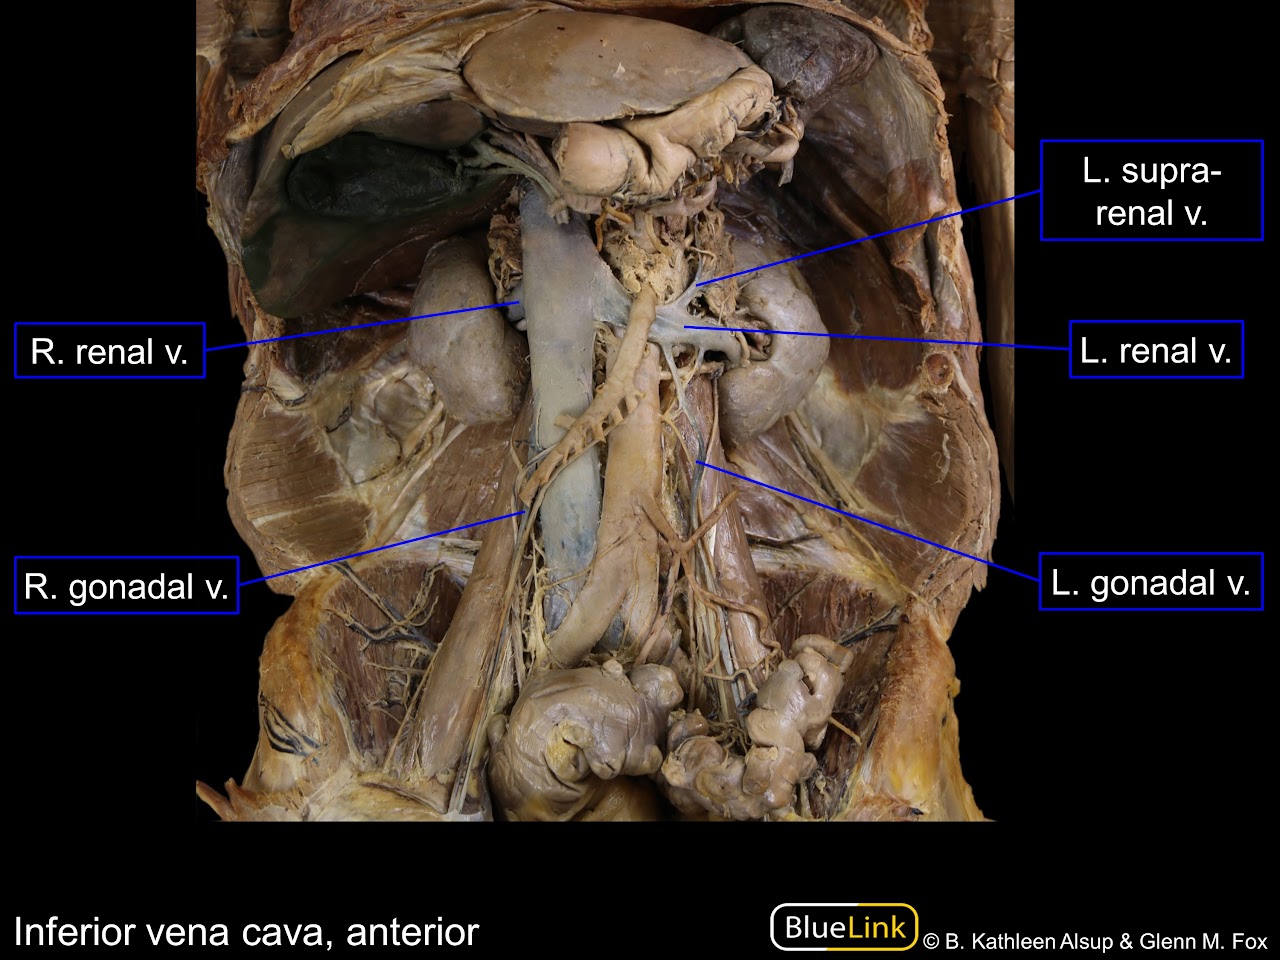 L. supra-
renal v.
R. renal v.
L. renal v.
R. gonadal v.
L. gonadal v.
Inferior vena cava, anterior
BlueLink
© B. Kathleen Alsup & Glenn M. Fox